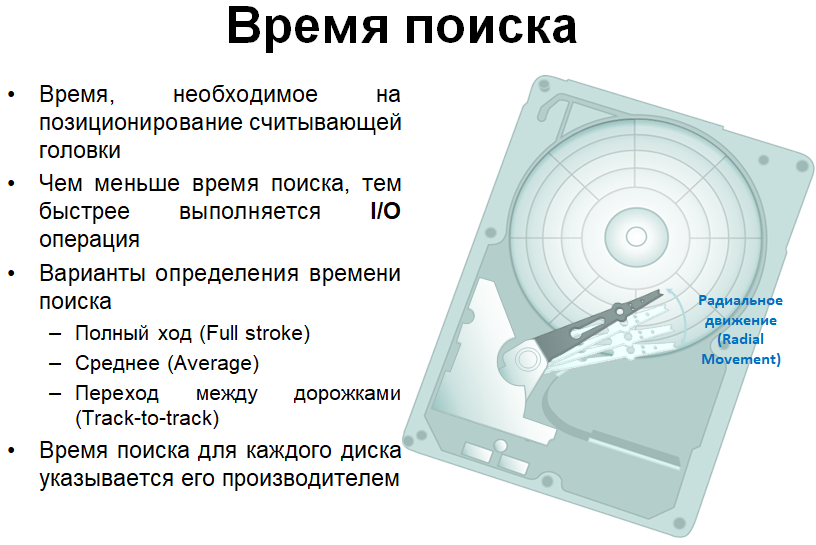 Время поиска
• Время, необходимое на
позиционирование считывающей
головки
• Чем меньше время поиска, тем
быстрее выполняется I/O
операция
• Варианты определения времени
поиска
– Полный ход (Full stroke)
– Среднее (Average)
– Переход между дорожками
(Track-to-track)
• Время поиска для каждого диска
указывается его производителем
Радиальное
движение
(Radial
Movement)